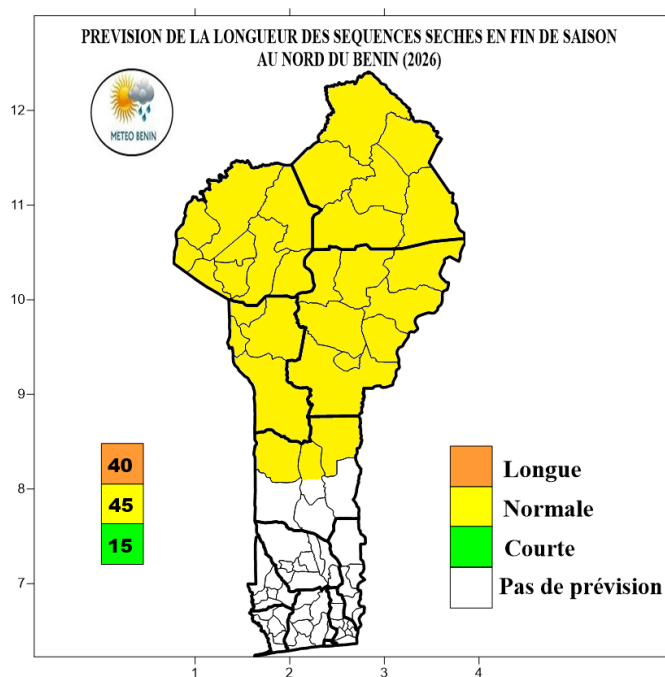 PREVISION DE LA LONGUEUR DES SEQUENCES SECHES EN FIN DE SAISON
AU NORD DU BENIN (2026)
METEO BENIN
12
11
10
9
8
7
40
45
15
Longue
Normale
Courte
Pas de prévision
1
2
3
4